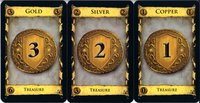 GOLD
3
TREASURE
SILVER
2
TREASURE
COPPER
1
TREASURE